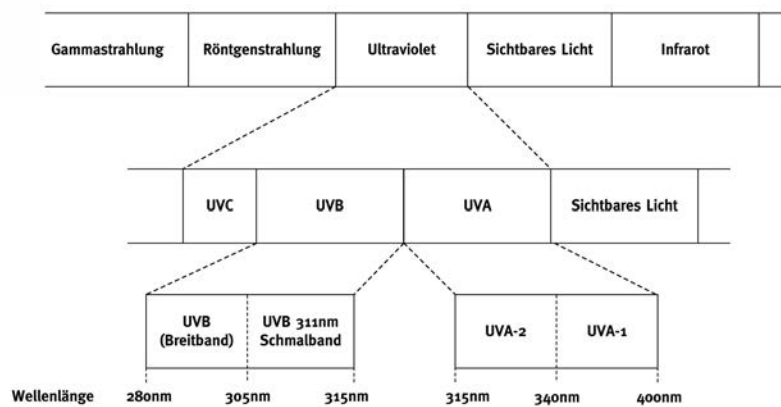 Gammastrahlung Röntgenstrahlung Ultraviolet Sichtbares Licht Infrarot
UVC UVB UVA Sichtbares Licht
UVB (Breitband) UVB 311nm Schmalband UVA-2 UVA-1
Wellenlänge 280nm 305nm 315nm 315nm 340nm 400nm